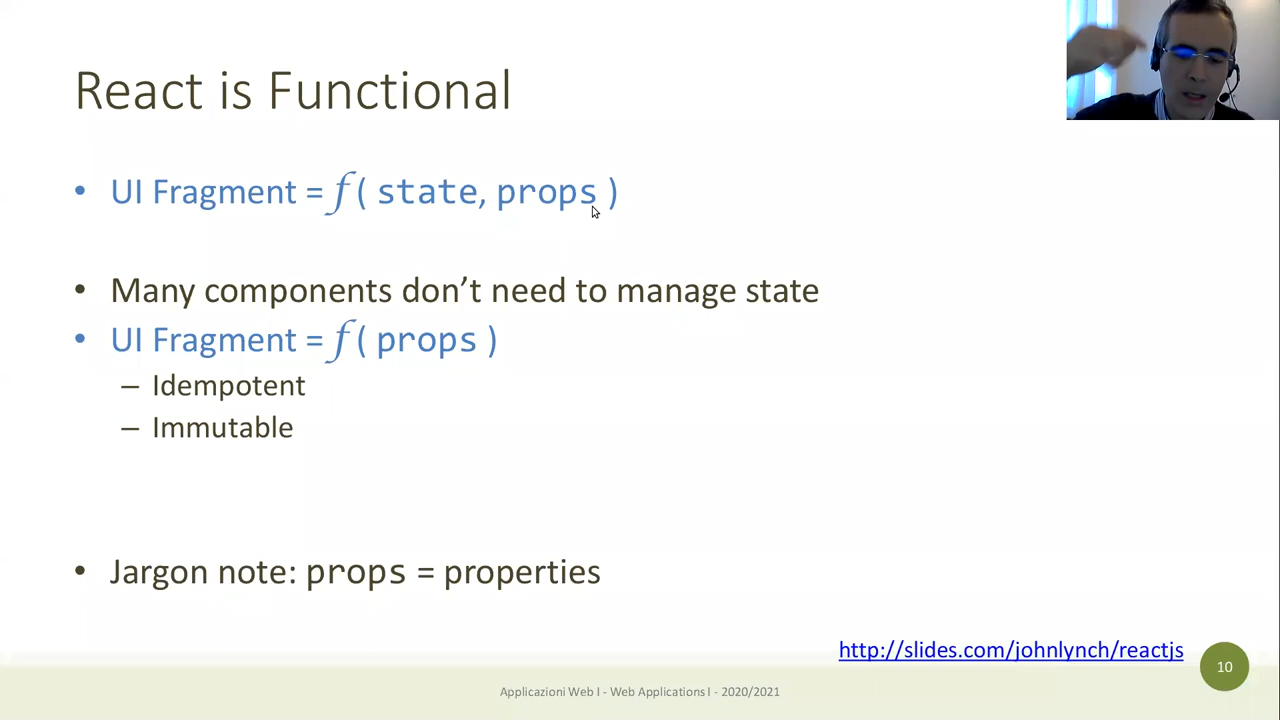 React is Functional
• UI Fragment = f( state, props )
• Many components don’t need to manage state
• UI Fragment = f( props )
– Idempotent
– Immutable
• Jargon note: props = properties
http://slides.com/johnlynch/reactjs
10
Applicazioni Web I - Web Applications I - 2020/2021